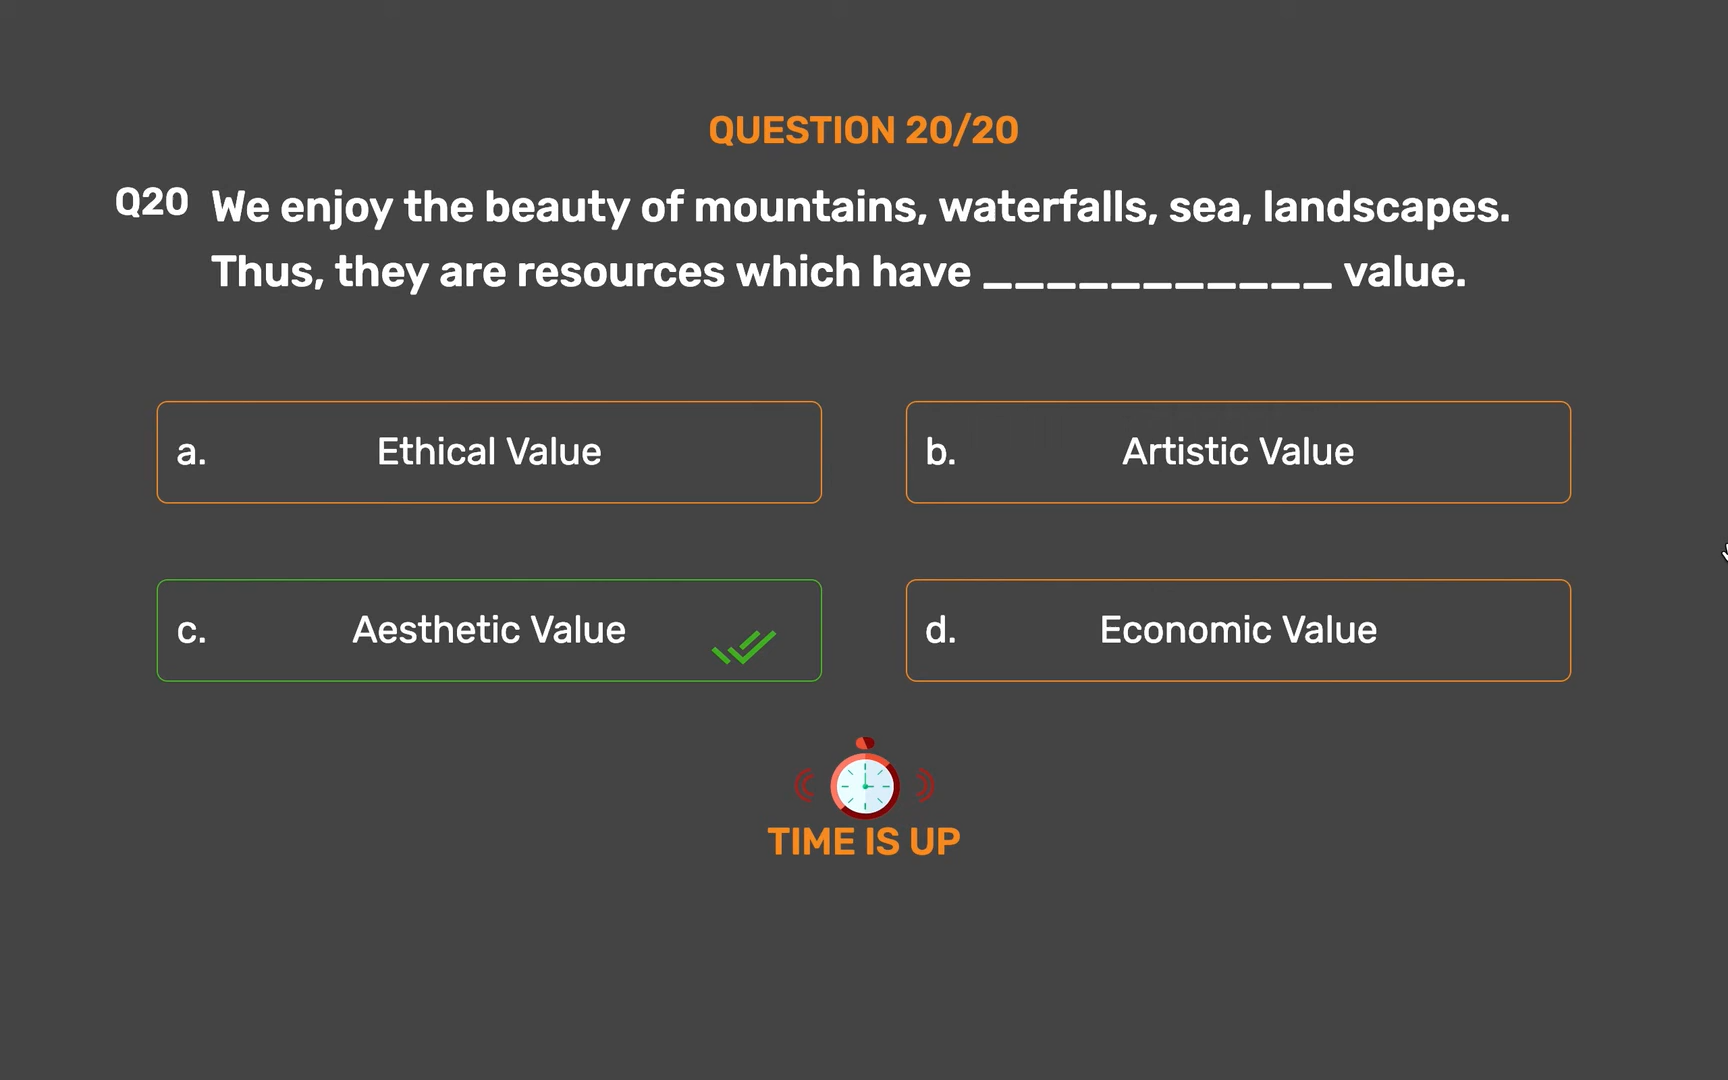 QUESTION 20/20
Q20 We enjoy the beauty of mountains, waterfalls, sea, landscapes.
Thus, they are resources which have ___________ value.
a. Ethical Value
b. Artistic Value
c. Aesthetic Value
d. Economic Value
TIME IS UP